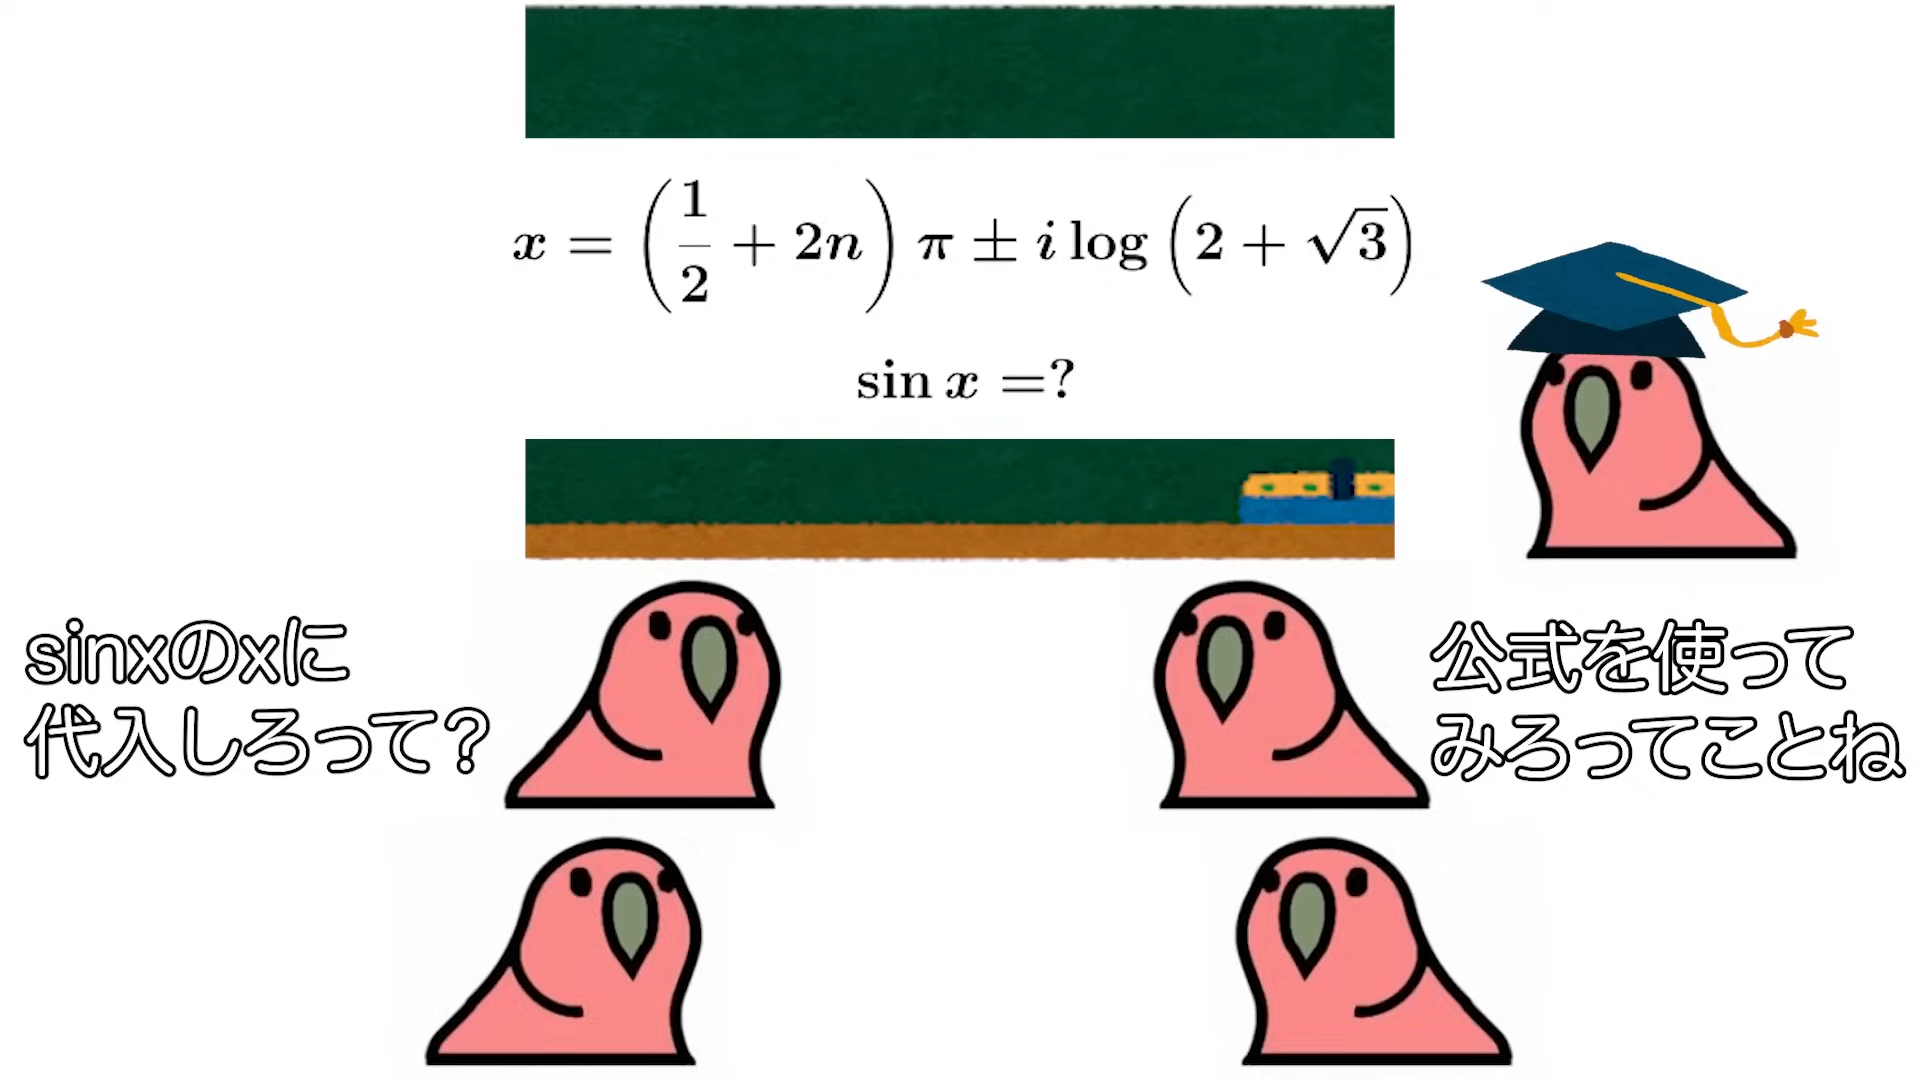 x = (1/2 + 2n) π ± i log (2 + √3)
sin x =?
sinxのxに
代入しろって?
公式を使って
みろってことね